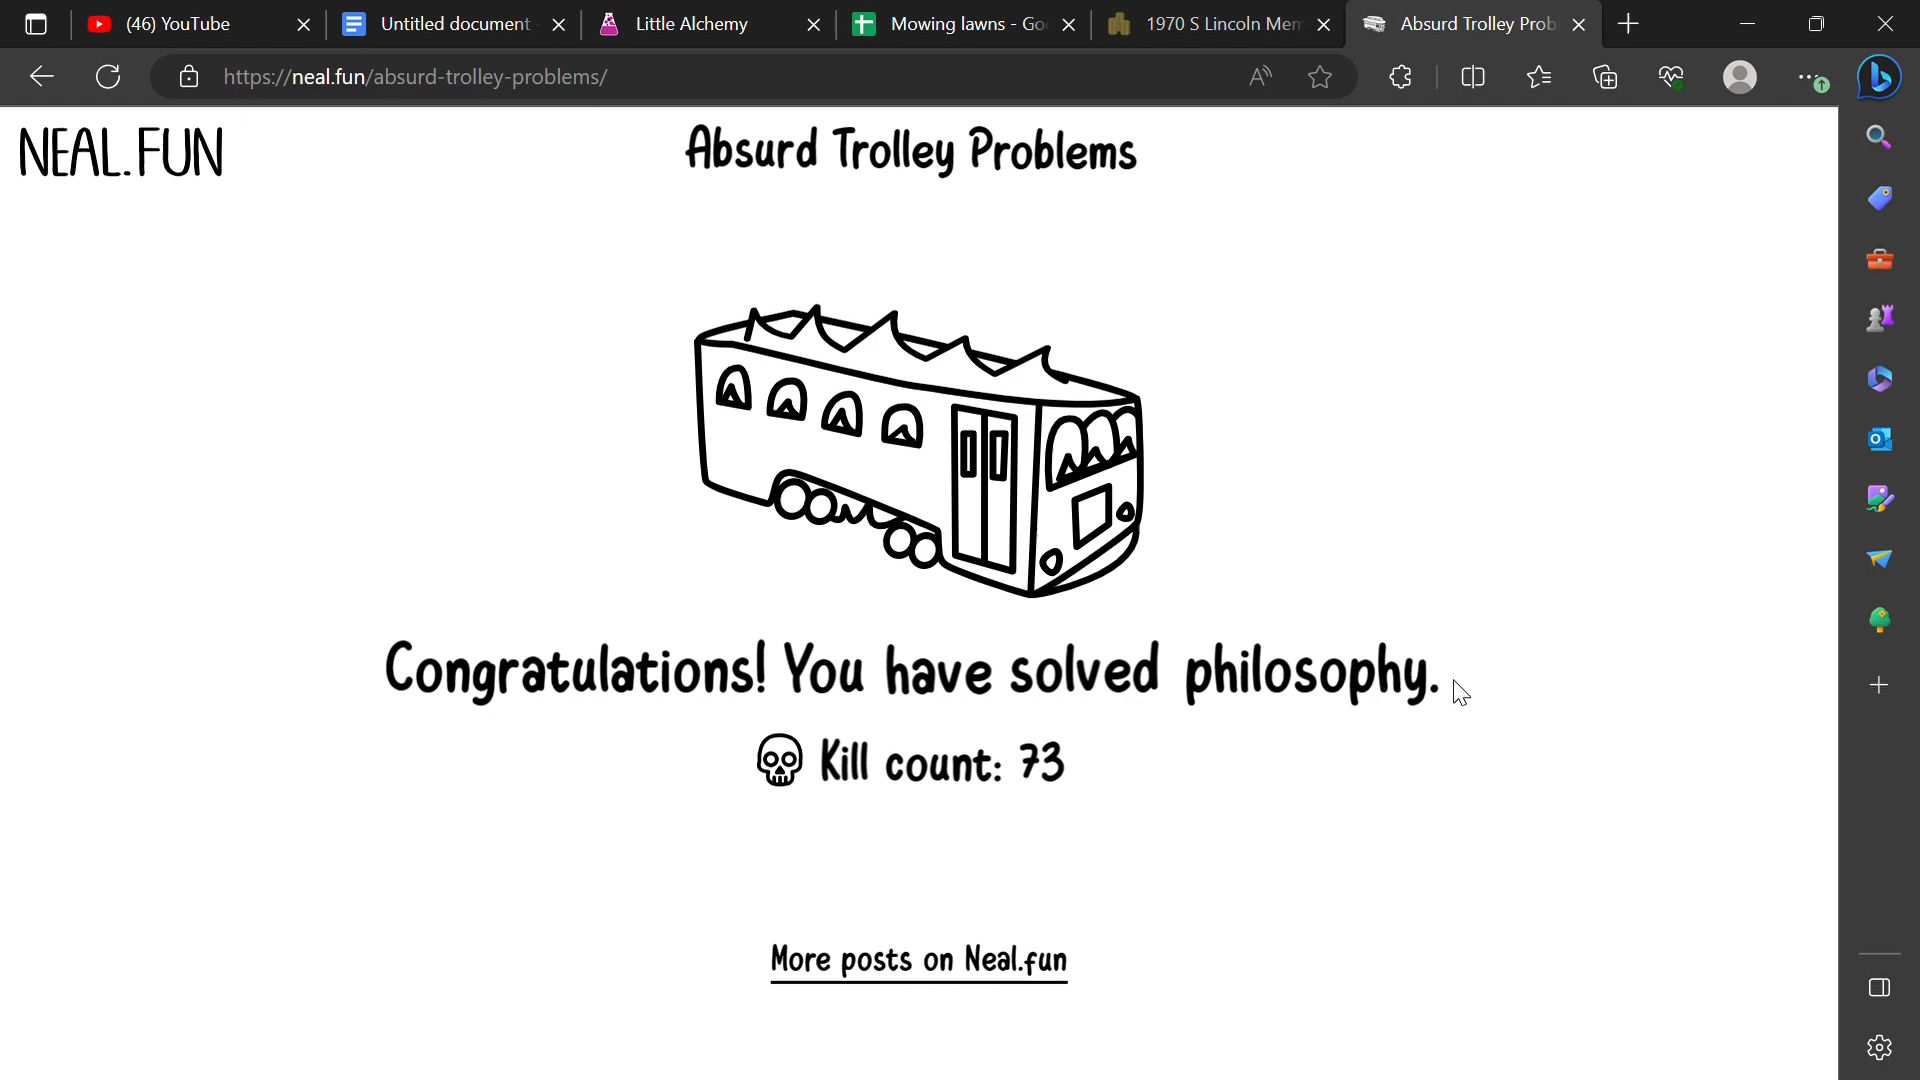 (46) YouTube
Untitled document
Little Alchemy
Mowing lawns - Go
1970 S Lincoln Mem
Absurd Trolley Prob
https://neal.fun/absurd-trolley-problems/
NEAL.FUN
Absurd Trolley Problems
Congratulations! You have solved philosophy.
Kill count: 73
More posts on Neal.fun